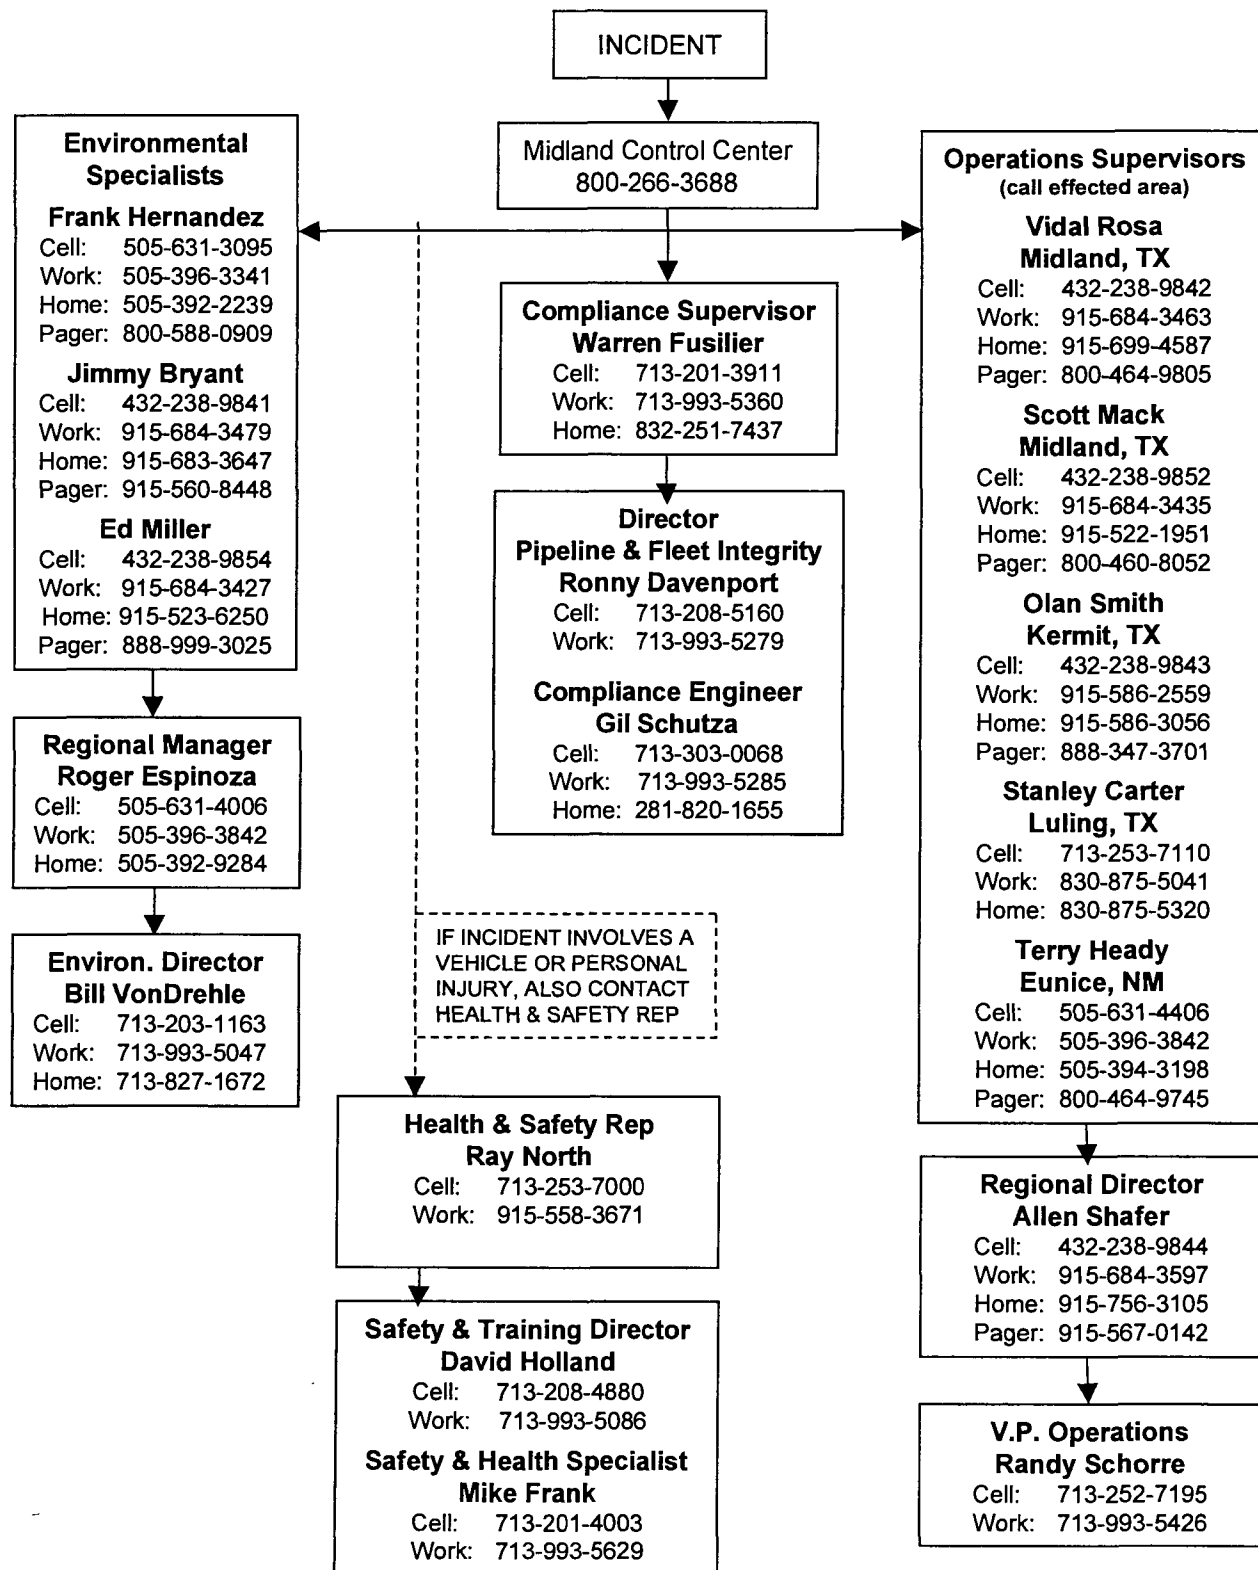 INCIDENT
Midland Control Center
800-266-3688
Environmental
Specialists
Frank Hernandez
Cell: 505-631-3095
Work: 505-396-3341
Home: 505-392-2239
Pager: 800-588-0909
Jimmy Bryant
Cell: 432-238-9841
Work: 915-684-3479
Home: 915-683-3647
Pager: 915-560-8448
Ed Miller
Cell: 432-238-9854
Work: 915-684-3427
Home: 915-523-6250
Pager: 888-999-3025
Regional Manager
Roger Espinoza
Cell: 505-631-4006
Work: 505-396-3842
Home: 505-392-9284
Environ. Director
Bill VonDrehle
Cell: 713-203-1163
Work: 713-993-5047
Home: 713-827-1672
Compliance Supervisor
Warren Fusilier
Cell: 713-201-3911
Work: 713-993-5360
Home: 832-251-7437
Director
Pipeline & Fleet Integrity
Ronny Davenport
Cell: 713-208-5160
Work: 713-993-5279
Compliance Engineer
Gil Schutza
Cell: 713-303-0068
Work: 713-993-5285
Home: 281-820-1655
IF INCIDENT INVOLVES A
VEHICLE OR PERSONAL
INJURY, ALSO CONTACT
HEALTH & SAFETY REP
Health & Safety Rep
Ray North
Cell: 713-253-7000
Work: 915-558-3671
Safety & Training Director
David Holland
Cell: 713-208-4880
Work: 713-993-5086
Safety & Health Specialist
Mike Frank
Cell: 713-201-4003
Work: 713-993-5629
Operations Supervisors
(call effected area)
Vidal Rosa
Midland, TX
Cell: 432-238-9842
Work: 915-684-3463
Home: 915-699-4587
Pager: 800-464-9805
Scott Mack
Midland, TX
Cell: 432-238-9852
Work: 915-684-3435
Home: 915-522-1951
Pager: 800-460-8052
Olan Smith
Kermit, TX
Cell: 432-238-9843
Work: 915-586-2559
Home: 915-586-3056
Pager: 888-347-3701
Stanley Carter
Luling, TX
Cell: 713-253-7110
Work: 830-875-5041
Home: 830-875-5320
Terry Heady
Eunice, NM
Cell: 505-631-4406
Work: 505-396-3842
Home: 505-394-3198
Pager: 800-464-9745
Regional Director
Allen Shafer
Cell: 432-238-9844
Work: 915-684-3597
Home: 915-756-3105
Pager: 915-567-0142
V.P. Operations
Randy Schorre
Cell: 713-252-7195
Work: 713-993-5426